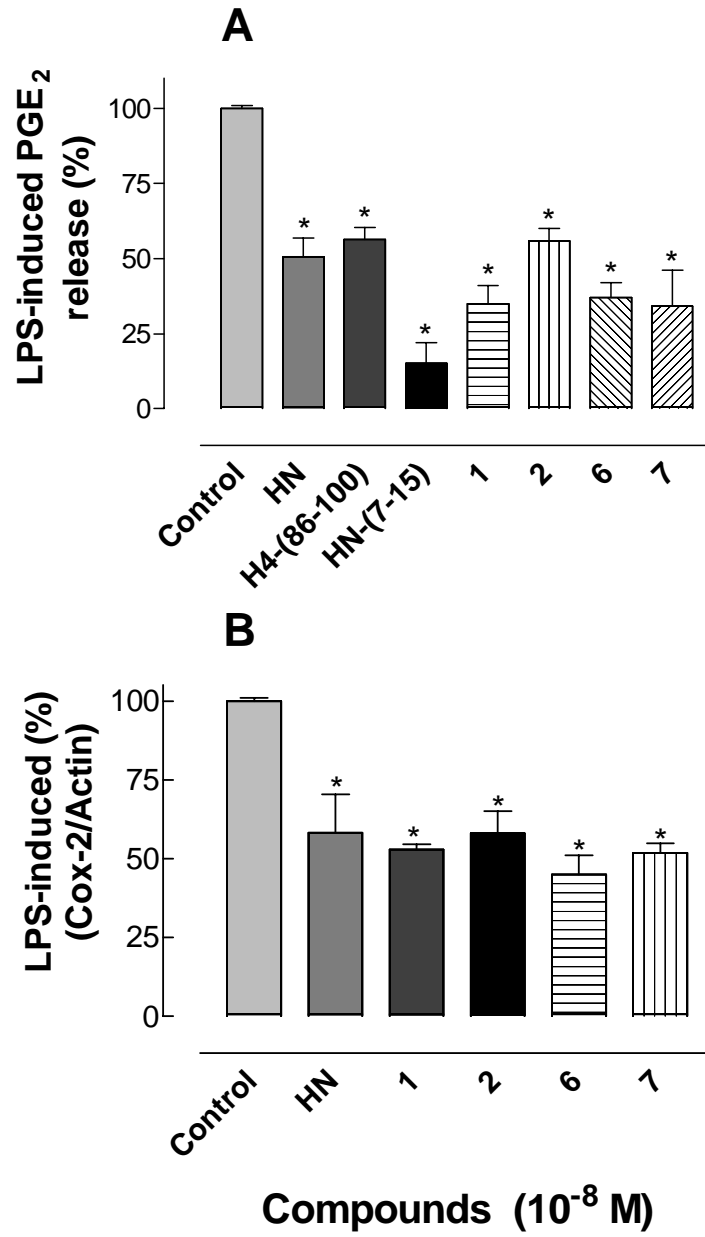 A
LPS-induced PGE2
release (%)
100
75
50
25
0
* * * * * * *
Control
HN
H4-(86-100)
HN-(7-15)
1
2
6
7
B
LPS-induced (%)
(Cox-2/Actin)
100
75
50
25
0
* * * * *
Control
HN
1
2
6
7
Compounds (10-8 M)